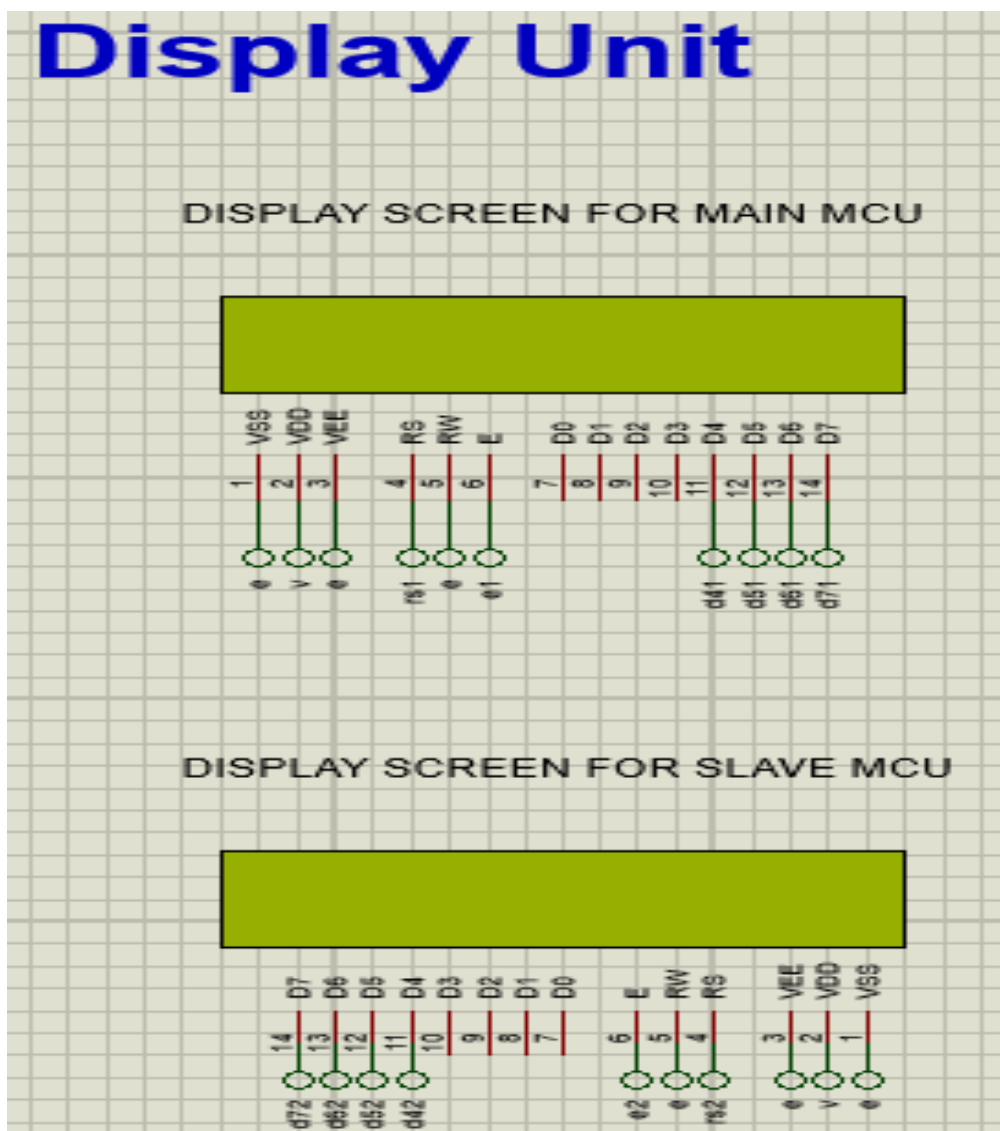 Display Unit
DISPLAY SCREEN FOR MAIN MCU
VSS VDD VEE RS RW E D0 D1 D2 D3 D4 D5 D6 D7
1 2 3 4 5 6 7 8 9 10 11 12 13 14
e v e rs1 e e1 d41 d51 d61 d71
DISPLAY SCREEN FOR SLAVE MCU
D7 D6 D5 D4 D3 D2 D1 D0 E RW RS VEE VDD VSS
14 13 12 11 10 9 8 7 6 5 4 3 2 1
d72 d62 d52 d42 e2 e rs2 e v e